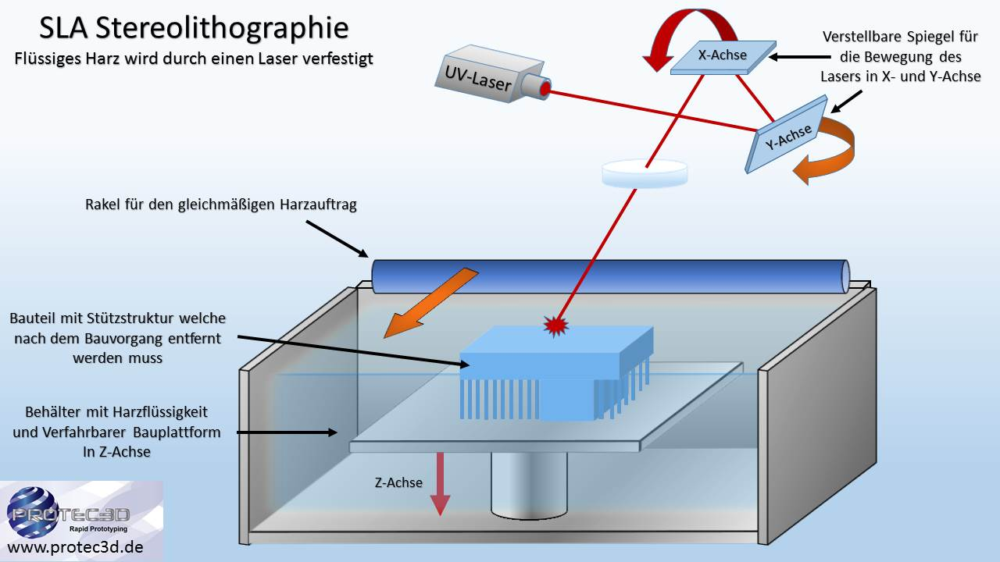 SLA Stereolithographie
Flüssiges Harz wird durch einen Laser verfestigt
UV-Laser
X-Achse
Verstellbare Spiegel für
die Bewegung des
Lasers in X- und Y-Achse
Y-Achse
Rakel für den gleichmäßigen Harzauftrag
Bauteil mit Stützstruktur welche
nach dem Bauvorgang entfernt
werden muss
Behälter mit Harzflüssigkeit
und Verfahrbarer Bauplattform
In Z-Achse
Z-Achse
PROTEC3D
Rapid Prototyping
www.protec3d.de